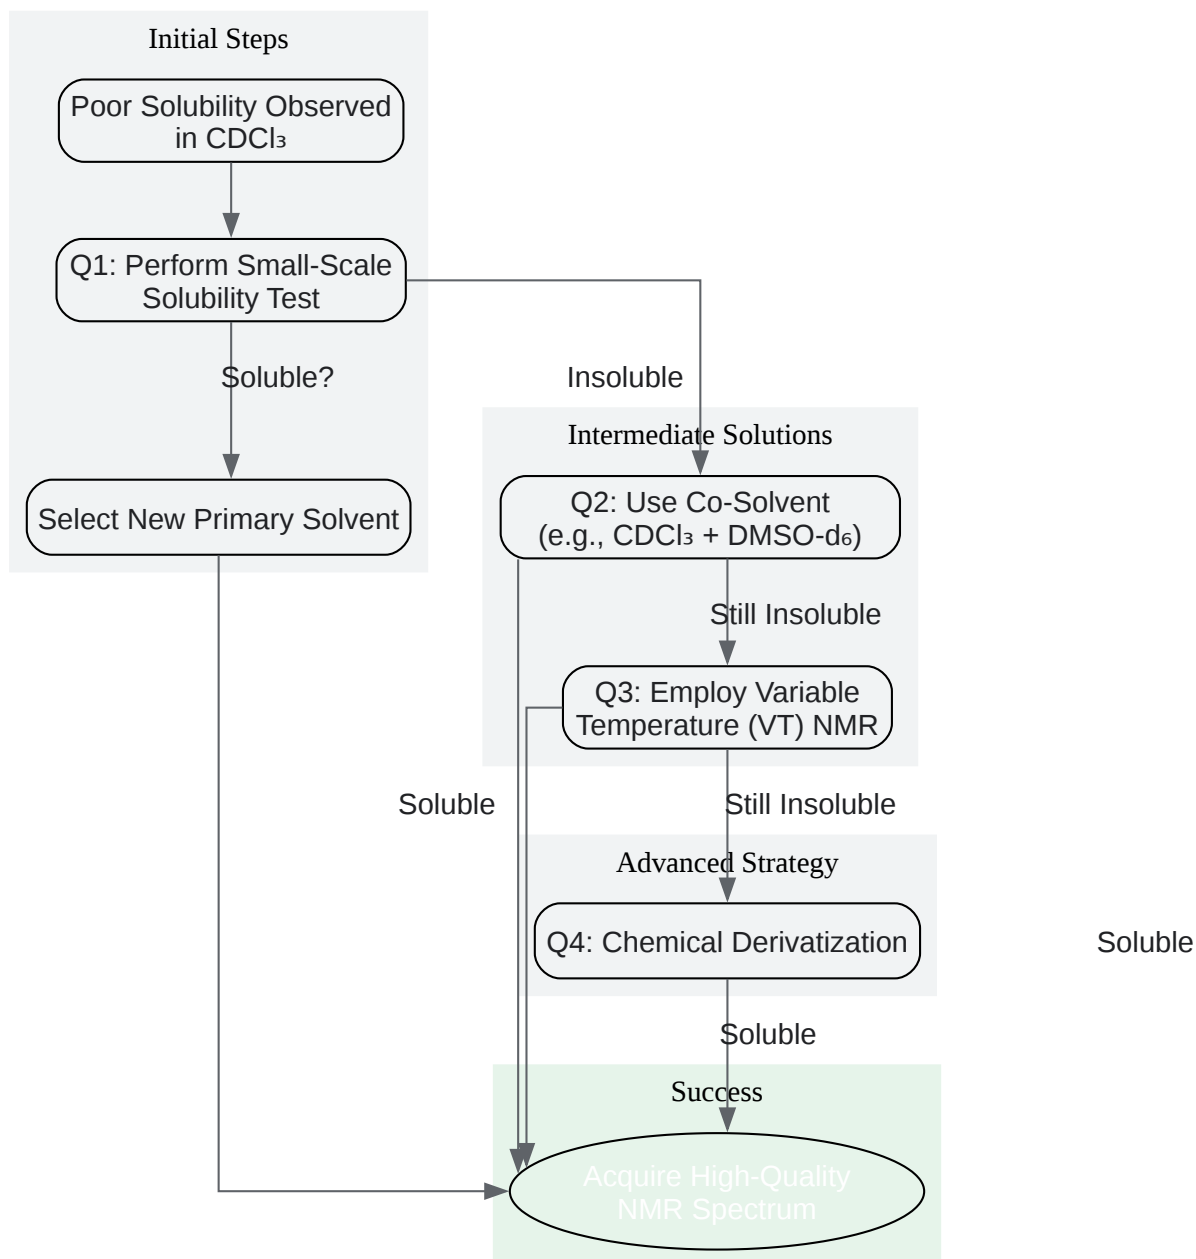 Initial Steps
Poor Solubility Observed
in CDCl₃
Q1: Perform Small-Scale
Solubility Test
Soluble?
Insoluble
Select New Primary Solvent
Intermediate Solutions
Q2: Use Co-Solvent
(e.g., CDCl₃ + DMSO-d₆)
Still Insoluble
Q3: Employ Variable
Temperature (VT) NMR
Soluble
Still Insoluble
Advanced Strategy
Q4: Chemical Derivatization
Soluble
Soluble
Success
Acquire High-Quality
NMR Spectrum